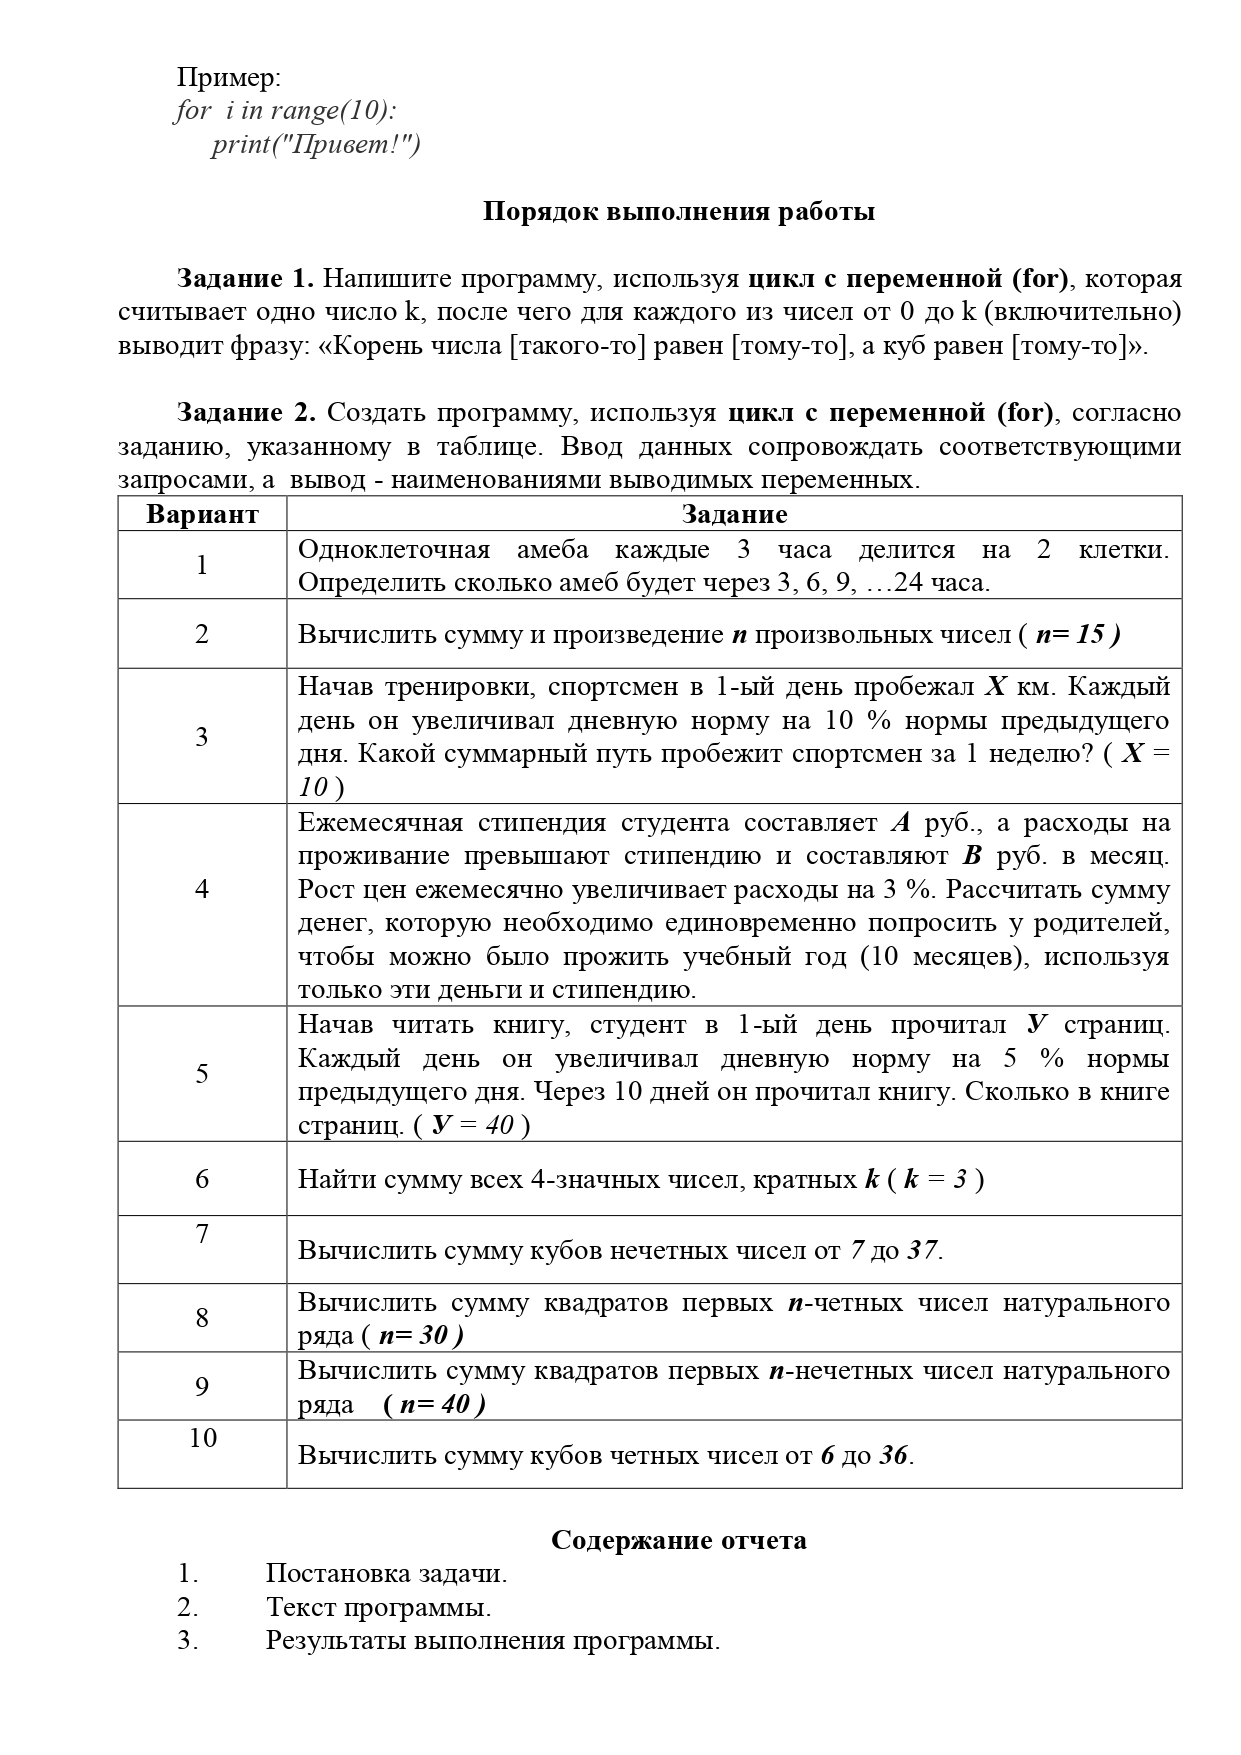 Пример:
for  i in range(10):
print("Привет!")
Порядок выполнения работы
Задание 1. Напишите программу, используя цикл с переменной (for), которая
считывает одно число k, после чего для каждого из чисел от 0 до k (включительно)
выводит фразу: «Корень числа [такого-то] равен [тому-то], а куб равен [тому-то]».
Задание 2. Создать программу, используя цикл с переменной (for), согласно
заданию, указанному в таблице. Ввод данных сопровождать соответствующими
запросами, а  вывод - наименованиями выводимых переменных.
Вариант Задание
1
Одноклеточная амеба каждые 3 часа делится на 2 клетки.
Определить сколько амеб будет через 3, 6, 9, …24 часа.
2
Вычислить сумму и произведение n произвольных чисел ( n= 15 )
3
Начав тренировки, спортсмен в 1-ый день пробежал X км. Каждый
день он увеличивал дневную норму на 10 % нормы предыдущего
дня. Какой суммарный путь пробежит спортсмен за 1 неделю? ( X =
10 )
4
Ежемесячная стипендия студента составляет A руб., а расходы на
проживание превышают стипендию и составляют B руб. в месяц.
Рост цен ежемесячно увеличивает расходы на 3 %. Рассчитать сумму
денег, которую необходимо единовременно попросить у родителей,
чтобы можно было прожить учебный год (10 месяцев), используя
только эти деньги и стипендию.
5
Начав читать книгу, студент в 1-ый день прочитал У страниц.
Каждый день он увеличивал дневную норму на 5 % нормы
предыдущего дня. Через 10 дней он прочитал книгу. Сколько в книге
страниц. ( У = 40 )
6
Найти сумму всех 4-значных чисел, кратных k ( k = 3 )
7
Вычислить сумму кубов нечетных чисел от 7 до 37.
8
Вычислить сумму квадратов первых n-четных чисел натурального
ряда ( n= 30 )
9
Вычислить сумму квадратов первых n-нечетных чисел натурального
ряда    ( n= 40 )
10
Вычислить сумму кубов четных чисел от 6 до 36.
Содержание отчета
1. Постановка задачи.
2. Текст программы.
3. Результаты выполнения программы.